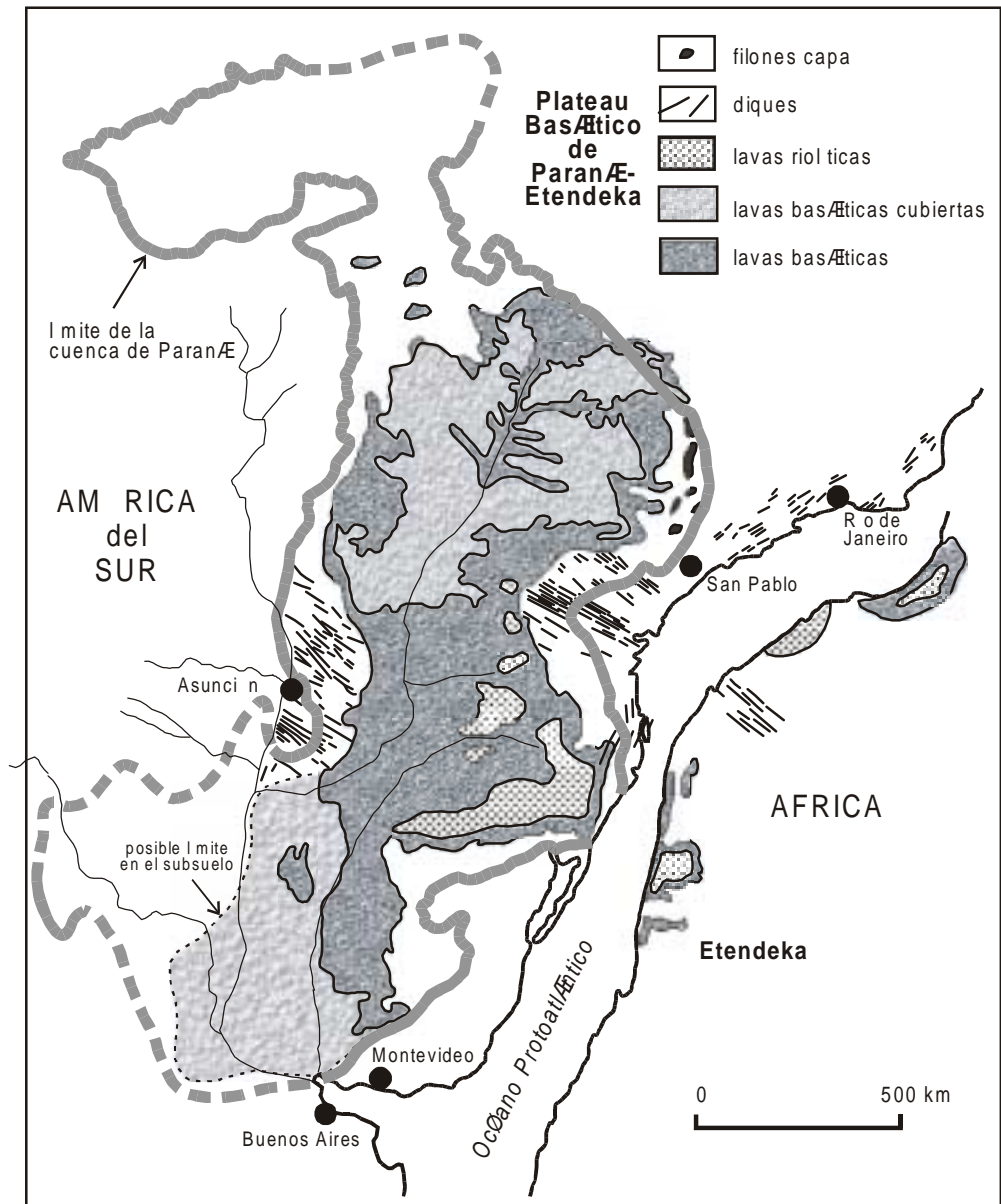 Plateau
BasÆtico
de
ParanÆ-
Etendeka
filones capa
diques
lavas riol ticas
lavas basÆticas cubiertas
lavas basÆticas
l mite de la
cuenca de ParanÆ
AM RICA
del
SUR
R o de
Janeiro
San Pablo
Asunci n
AFRICA
posible l mite
en el subsuelo
Etendeka
OcØano ProtoatlÆntico
Montevideo
Buenos Aires
0 500 km